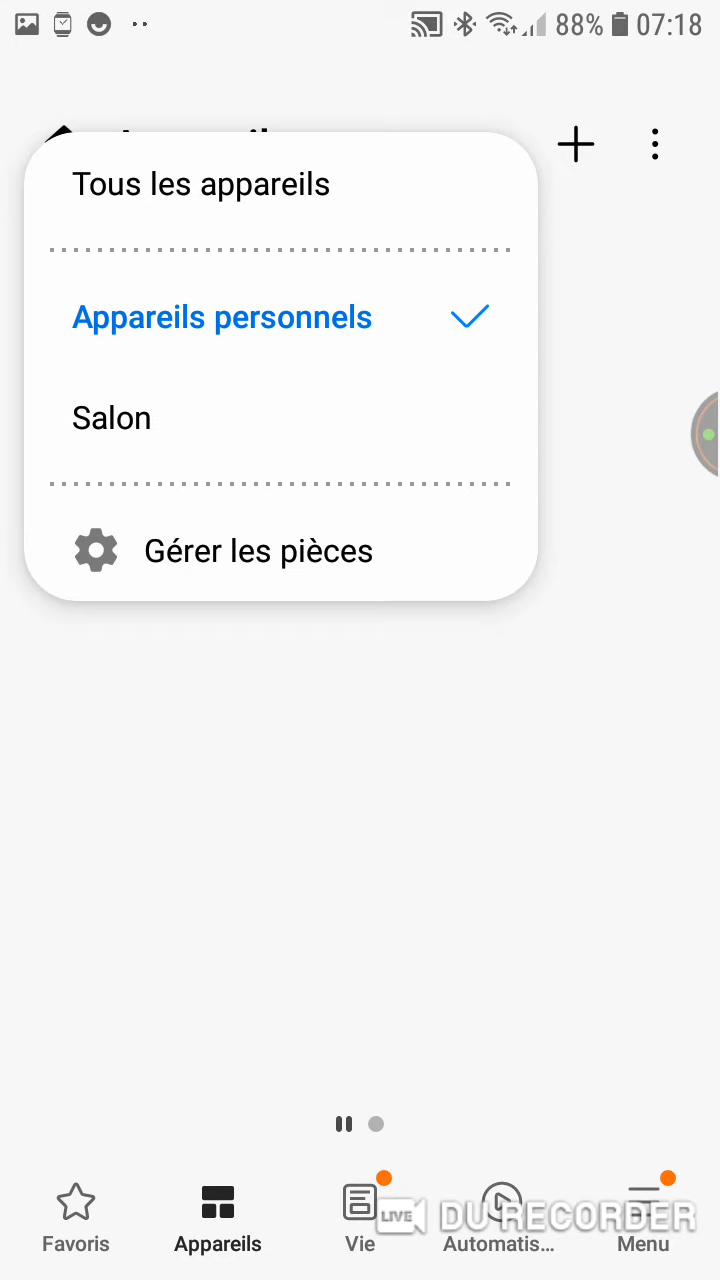 88% 07:18
Tous les appareils
Appareils personnels
Salon
Gérer les pièces
LIVE DU RECORDER
Favoris
Appareils
Vie
Automatis...
Menu